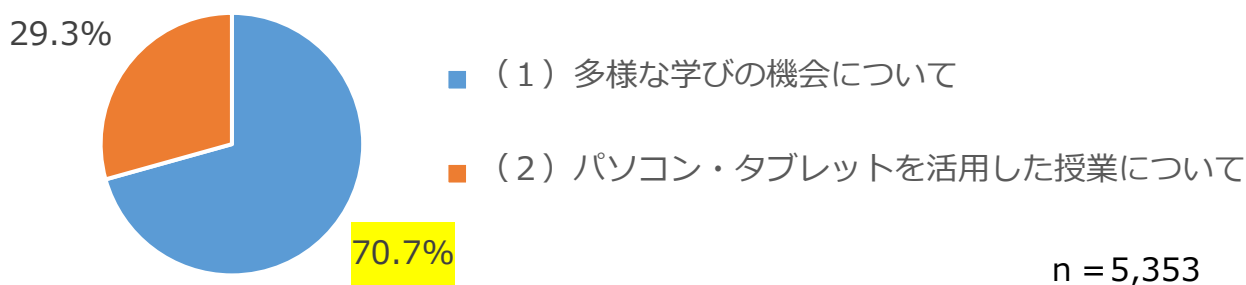 29.3%
（１）多様な学びの機会について
（２）パソコン・タブレットを活用した授業について
70.7%
n＝5,353